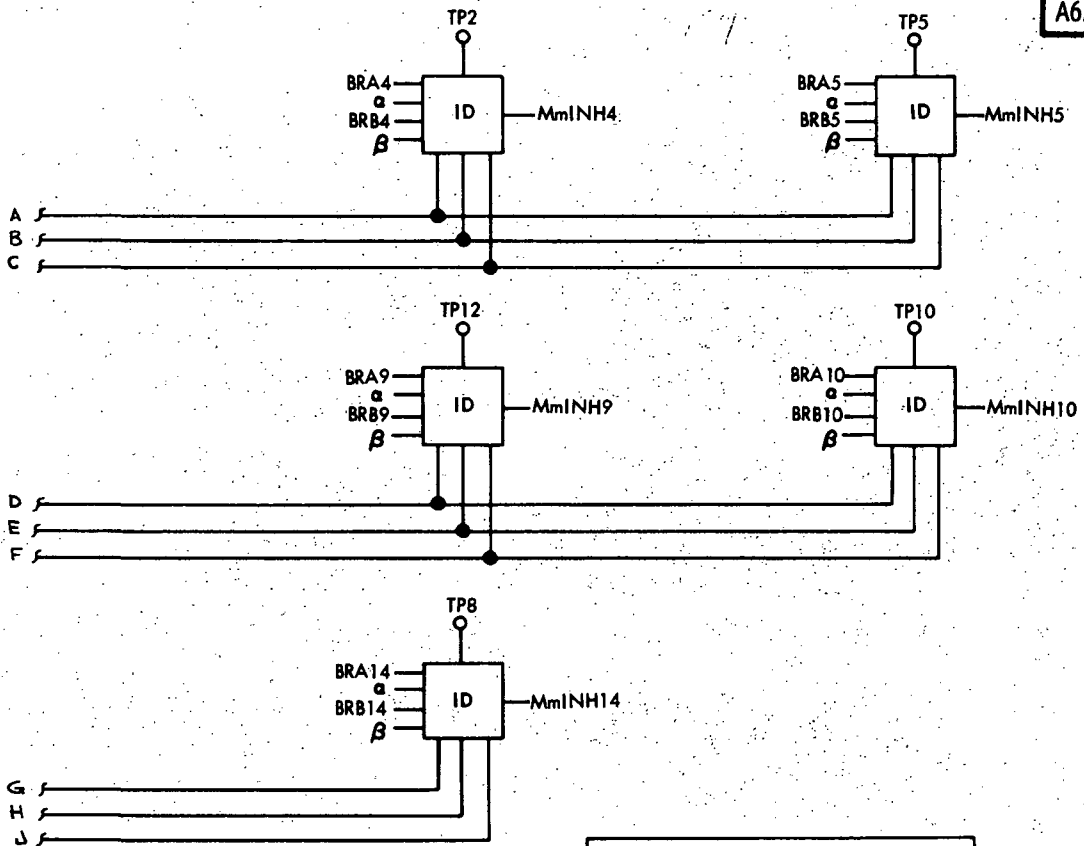 A6.
TP2
TP5
BRA4
α
BRB4
β
ID
MmINH4
BRA5
α
BRB5
β
ID
MmINH5
A
B
C
TP12
TP10
BRA9
α
BRB9
β
ID
MmINH9
BRA10
α
BRB10
β
ID
MmINH10
D
E
F
TP8
BRA14
α
BRB14
β
ID
MmINH14
G
H
J